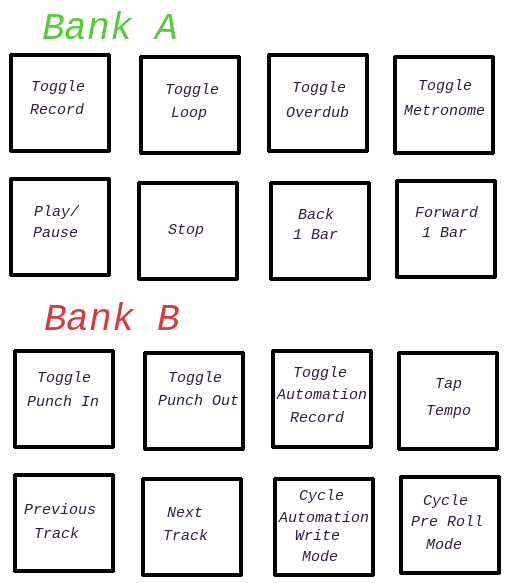 Bank A
Toggle
Record
Toggle
Loop
Toggle
Overdub
Toggle
Metronome
Play/
Pause
Stop
Back
1 Bar
Forward
1 Bar
Bank B
Toggle
Punch In
Toggle
Punch Out
Toggle
Automation
Record
Tap
Tempo
Previous
Track
Next
Track
Cycle
Automation
Write
Mode
Cycle
Pre Roll
Mode